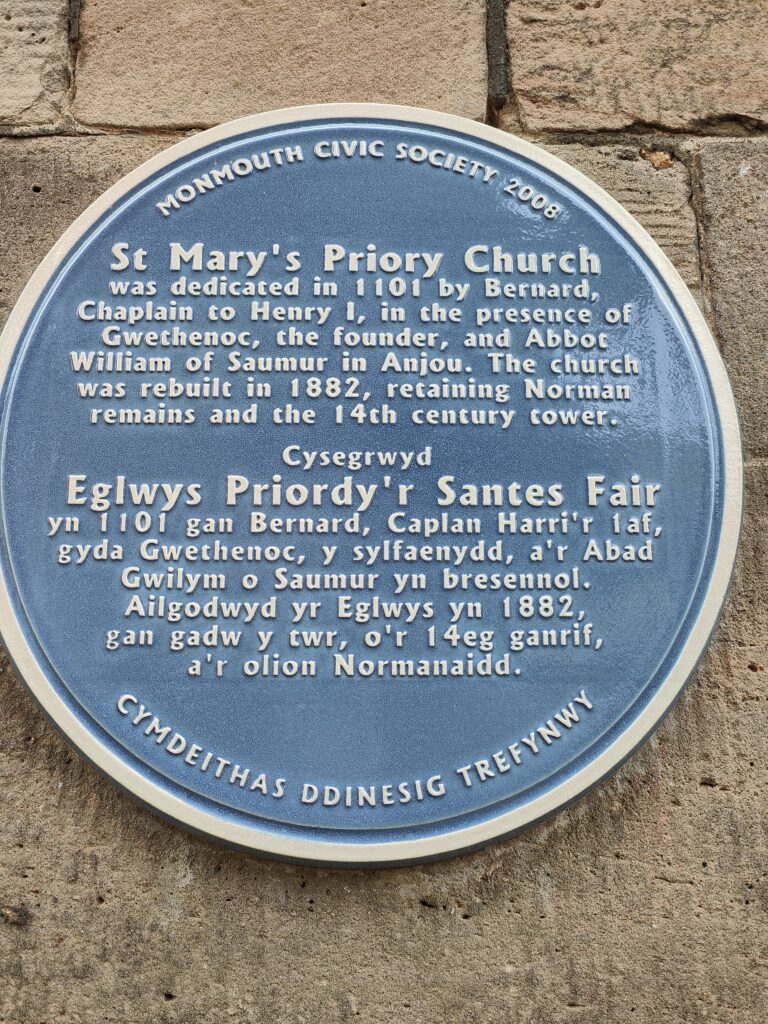 MONMOUTH CIVIC SOCIETY 2008
St Mary's Priory Church
was dedicated in 1101 by Bernard,
Chaplain to Henry I, in the presence of
Gwethenoc, the founder, and Abbot
William of Saumur in Anjou. The church
was rebuilt in 1882, retaining Norman
remains and the 14th century tower.
Cysegrwyd
Eglwys Priordy'r Santes Fair
yn 1101 gan Bernard, Caplan Harri'r 1af,
gyda Gwethenoc, y sylfaenydd, a'r Abad
Gwilym o Saumur yn bresennol.
Ailgodwyd yr Eglwys yn 1882,
gan gadw y twr, o'r 14eg ganrif,
a'r olion Normanaidd.
CYMDEITHAS DDINESIG TREFYNWY